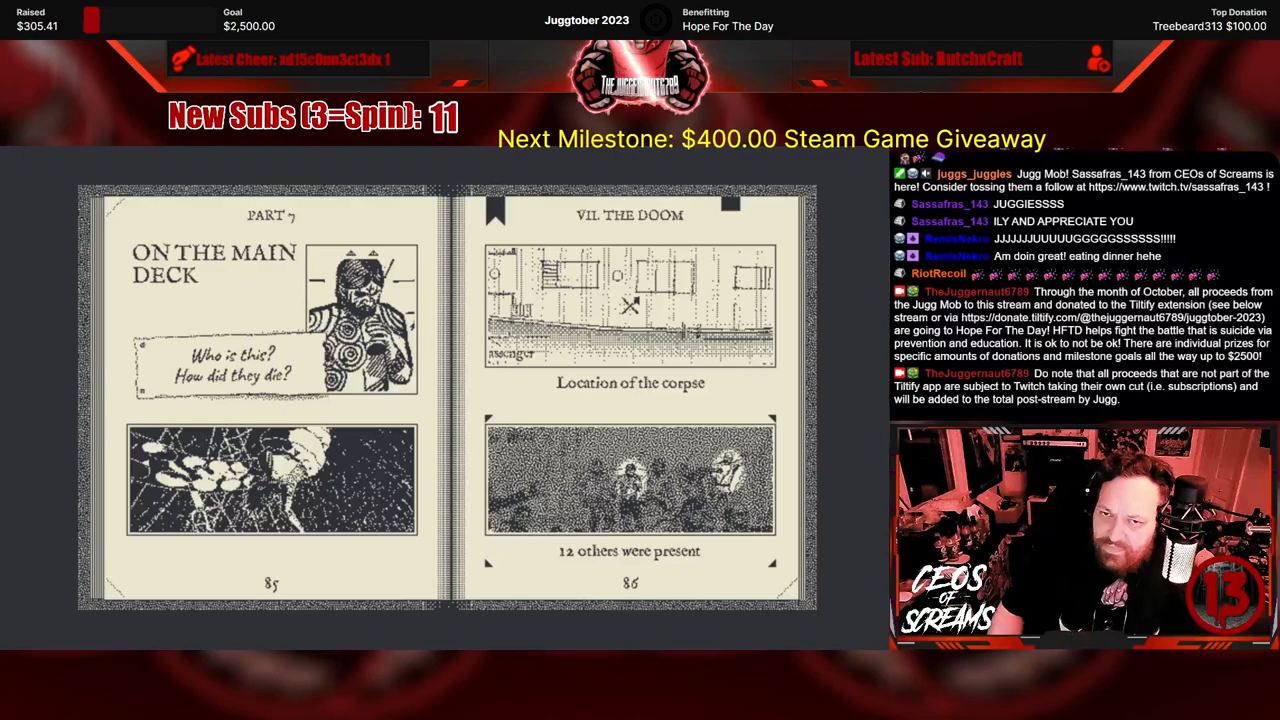 Raised
$305.41
Goal
$2,500.00
Juggtober 2023
Benefitting
Hope For The Day
Top Donation
Treebeard313 $100.00
Latest Cheer: xd15c0nn3ct3dx 1
THEJUGGERNAUT6789
Latest Sub: ButchxCraft
New Subs (3=Spin): 11
Next Milestone: $400.00 Steam Game Giveaway
PART 7
ON THE MAIN
DECK
Who is this?
How did they die?
85
VII. THE DOOM
Location of the corpse
12 others were present
86
juggs_juggles Jugg Mob! Sassafras_143 from CEOs of Screams is
here! Consider tossing them a follow at https://www.twitch.tv/sassafras_143 !
Sassafras_143 JUGGIESSSS
Sassafras_143 ILY AND APPRECIATE YOU
RemisNekro JJJJJJJUUUUUGGGGGSSSSSS!!!!!
RemisNekro Am doin great! eating dinner hehe
RiotRecoil
TheJuggernaut6789 Through the month of October, all proceeds from
the Jugg Mob to this stream and donated to the Tiltify extension (see below
stream or via https://donate.tiltify.com/@thejuggernaut6789/juggtober-2023)
are going to Hope For The Day! HFTD helps fight the battle that is suicide via
prevention and education. It is ok to not be ok! There are individual prizes for
specific amounts of donations and milestone goals all the way up to $2500!
TheJuggernaut6789 Do note that all proceeds that are not part of the
Tiltify app are subject to Twitch taking their own cut (i.e. subscriptions) and
will be added to the total post-stream by Jugg.
CEOS
OF
SCREAMS
13